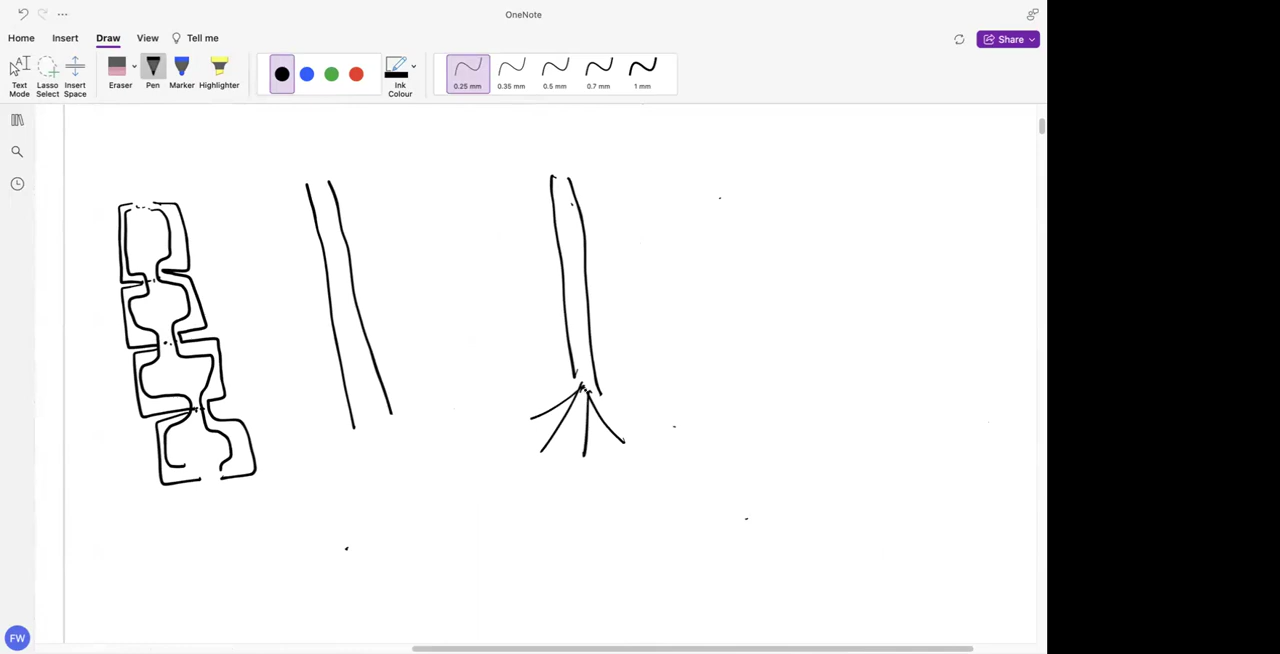 OneNote
Home Insert Draw View Tell me
Share
Text Mode
Lasso Select
Insert Space
Eraser
Pen
Marker
Highlighter
Ink Colour
0.25 mm
0.35 mm
0.5 mm
0.7 mm
1 mm
FW